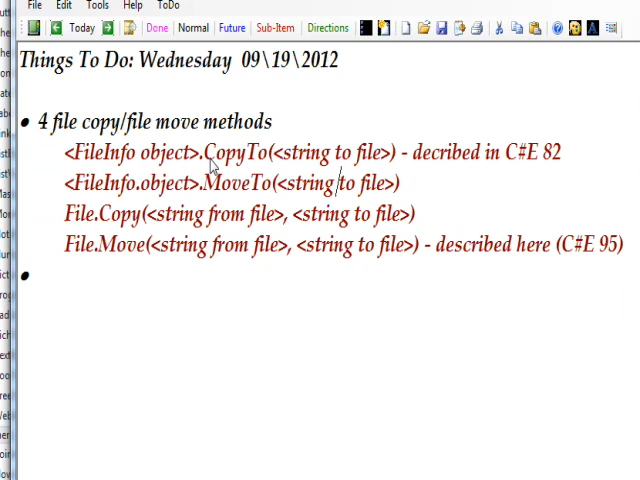 File Edit Tools Help ToDo
Today Done Normal Future Sub-Item Directions
Things To Do: Wednesday 09\19\2012
• 4 file copy/file move methods
<FileInfo object>.CopyTo(<string to file>) - decribed in C#E 82
<FileInfo.object>.MoveTo(<string to file>)
File.Copy(<string from file>, <string to file>)
File.Move(<string from file>, <string to file>) - described here (C#E 95)
•